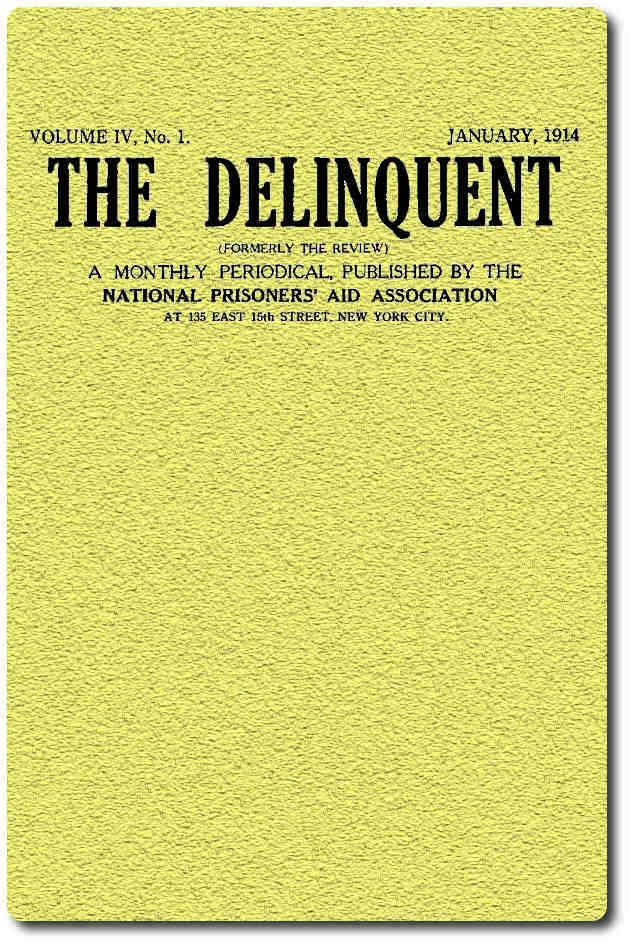 VOLUME IV, No. 1. JANUARY, 1914
THE DELINQUENT
(FORMERLY THE REVIEW)
A MONTHLY PERIODICAL, PUBLISHED BY THE
NATIONAL PRISONERS' AID ASSOCIATION
AT 135 EAST 15th STREET, NEW YORK CITY.